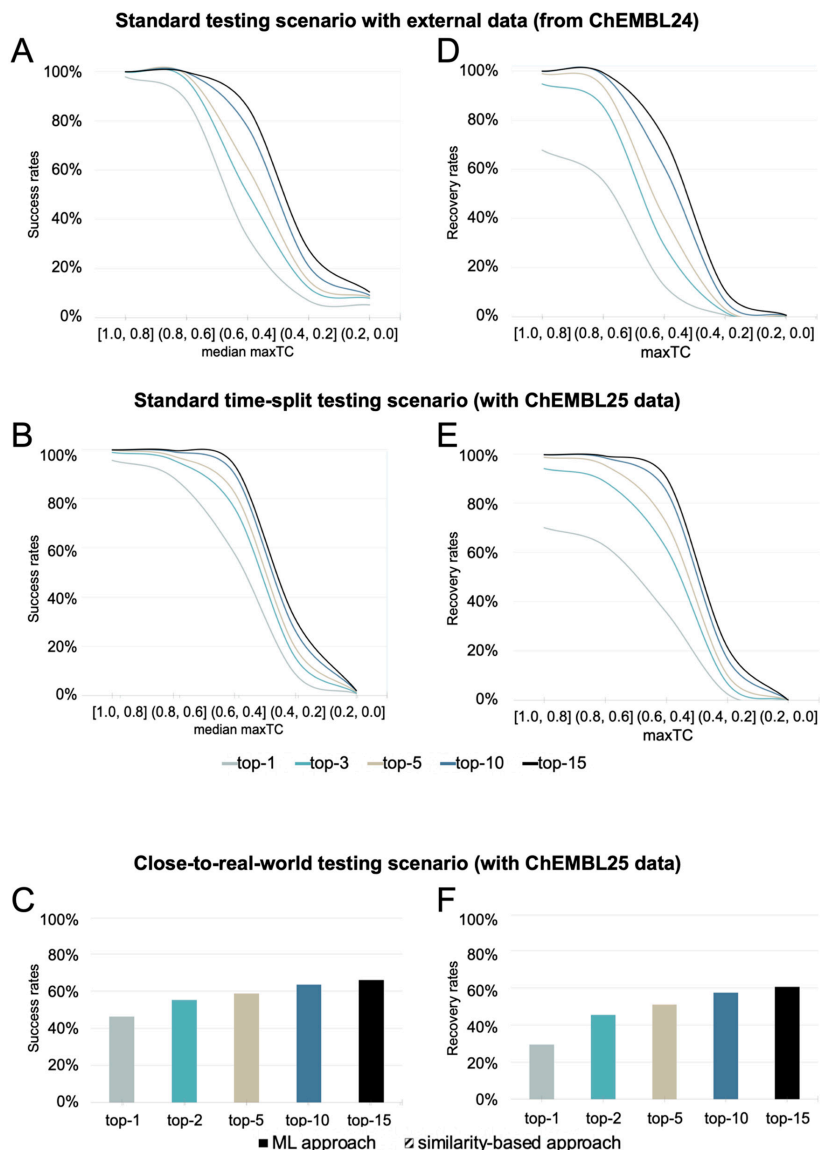 Standard testing scenario with external data (from ChEMBL24)
A
100%
80%
60%
40%
20%
0%
Success rates
[1.0, 0.8] (0.8, 0.6] (0.6, 0.4] (0.4, 0.2] (0.2, 0.0]
median maxTC
D
100%
80%
60%
40%
20%
0%
Recovery rates
[1.0, 0.8] (0.8, 0.6] (0.6, 0.4] (0.4, 0.2] (0.2, 0.0]
maxTC
Standard time-split testing scenario (with ChEMBL25 data)
B
100%
80%
60%
40%
20%
0%
Success rates
[1.0, 0.8] (0.8, 0.6] (0.6, 0.4] (0.4, 0.2] (0.2, 0.0]
median maxTC
E
100%
80%
60%
40%
20%
0%
Recovery rates
[1.0, 0.8] (0.8, 0.6] (0.6, 0.4] (0.4, 0.2] (0.2, 0.0]
maxTC
top-1 top-3 top-5 top-10 top-15
Close-to-real-world testing scenario (with ChEMBL25 data)
C
100%
80%
60%
40%
20%
0%
Success rates
top-1 top-2 top-5 top-10 top-15
F
100%
80%
60%
40%
20%
0%
Recovery rates
top-1 top-2 top-5 top-10 top-15
ML approach similarity-based approach